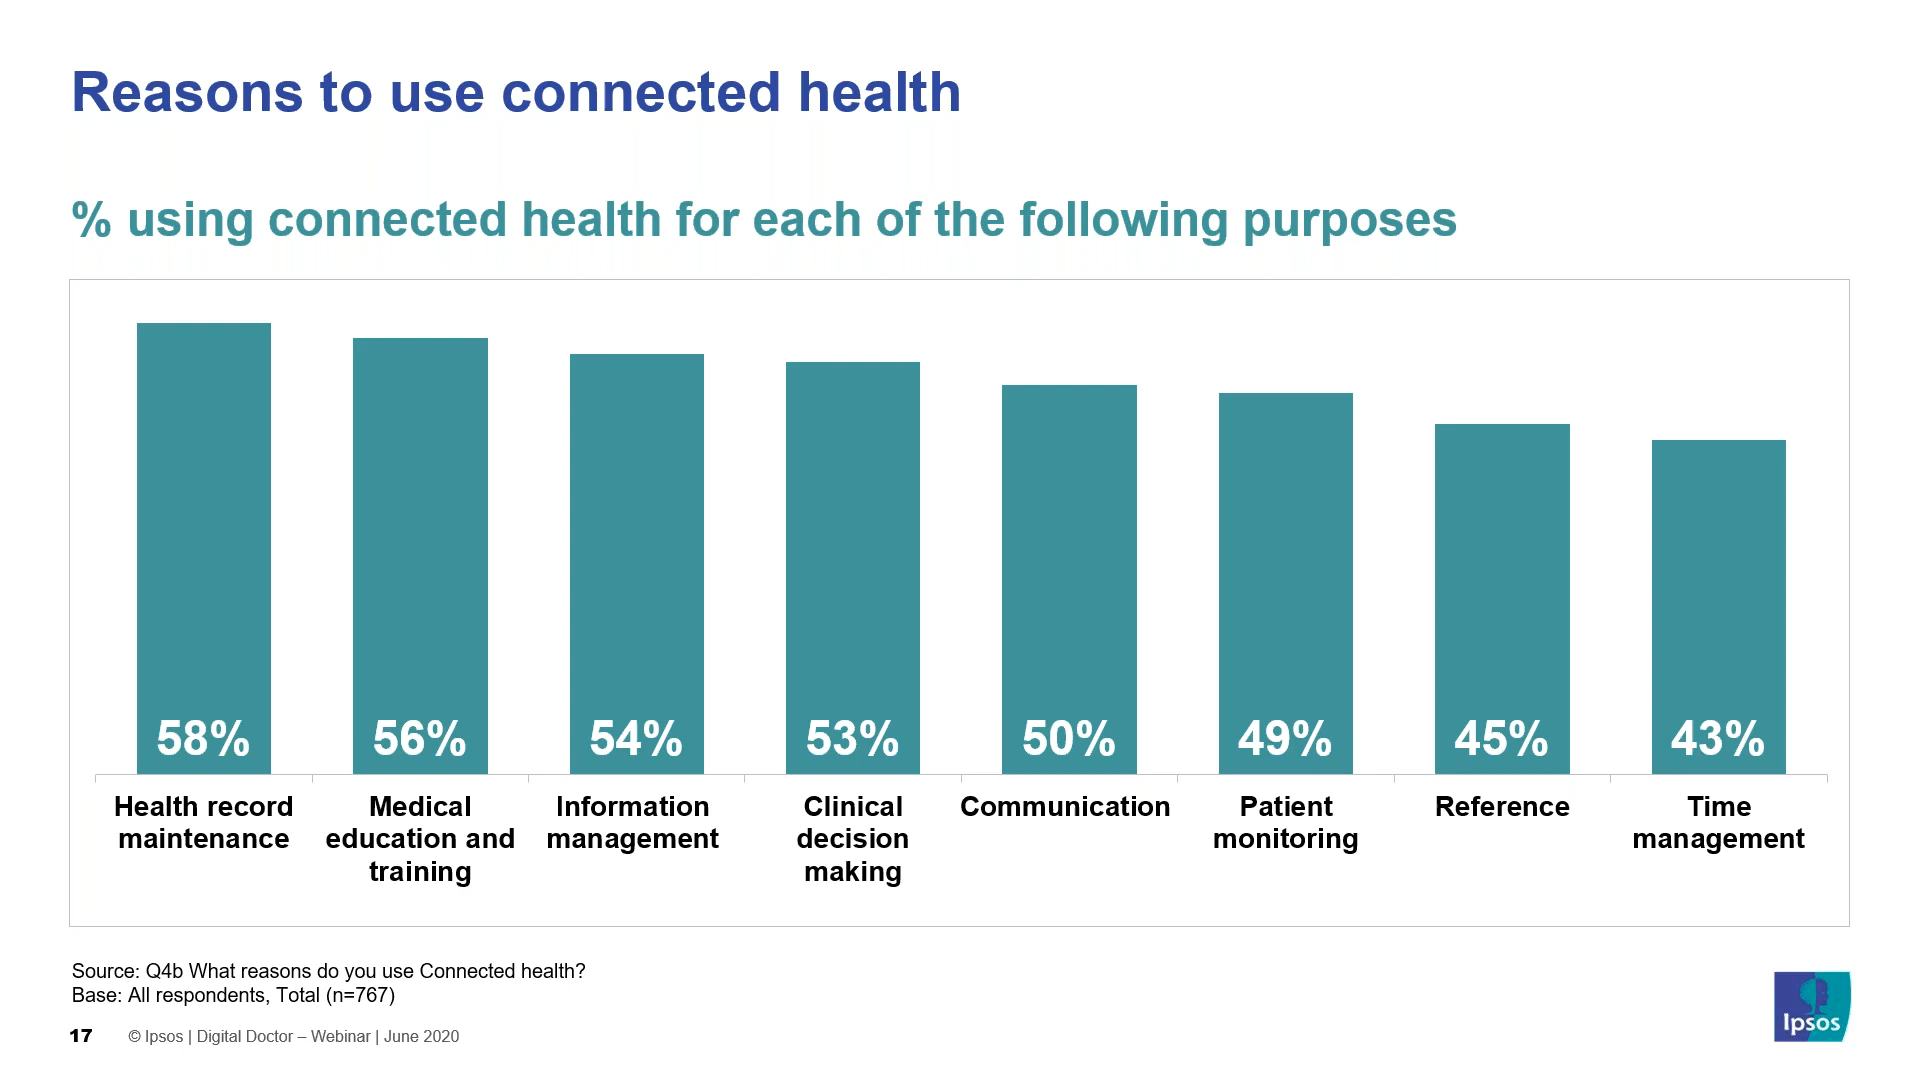 Reasons to use connected health
% using connected health for each of the following purposes
58%
56%
54%
53%
50%
49%
45%
43%
Health record
maintenance
Medical
education and
training
Information
management
Clinical
decision
making
Communication
Patient
monitoring
Reference
Time
management
Source: Q4b What reasons do you use Connected health?
Base: All respondents, Total (n=767)
17 © Ipsos | Digital Doctor – Webinar | June 2020
Ipsos